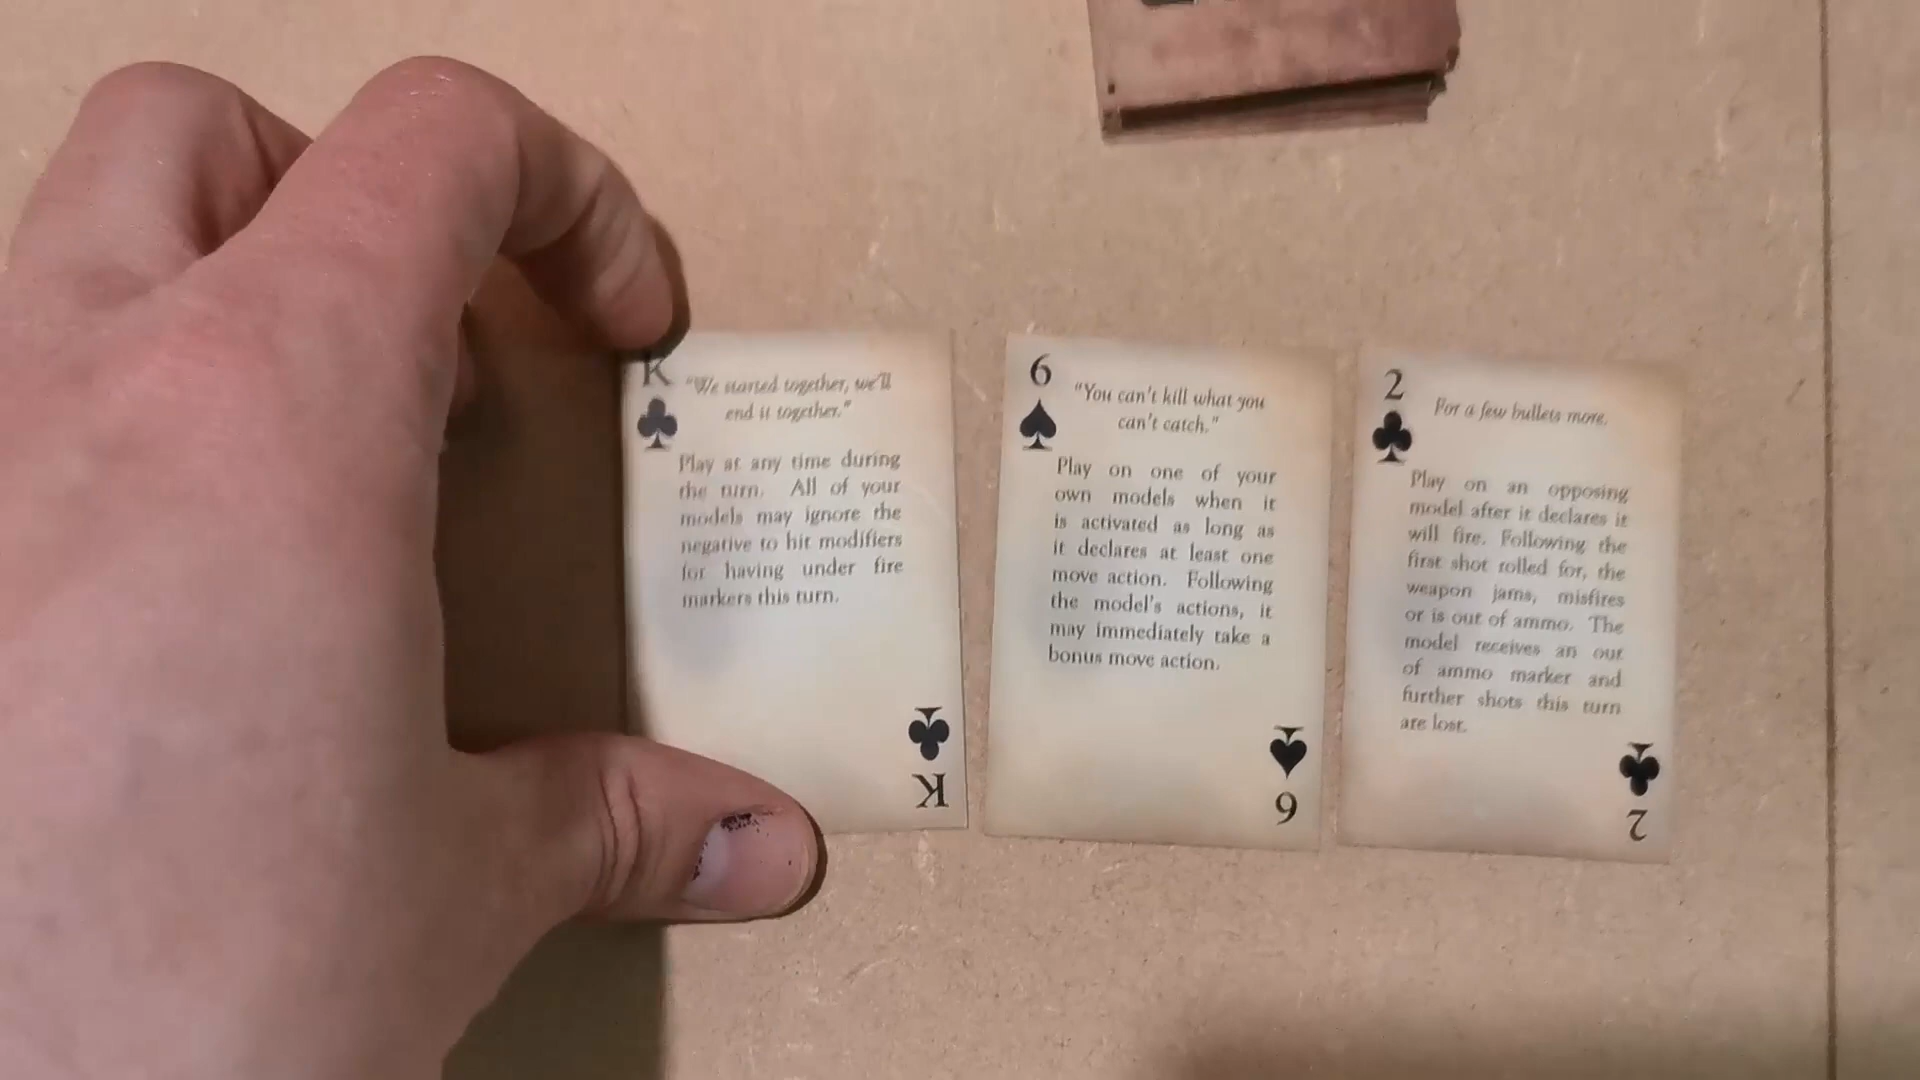 K
"We started together, we'll
end it together."
Play at any time during
the turn. All of your
models may ignore the
negative to hit modifiers
for having under fire
markers this turn.
K
6
"You can't kill what you
can't catch."
Play on one of your
own models when it
is activated as long as
it declares at least one
move action. Following
the model's actions, it
may immediately take a
bonus move action.
6
2
For a few bullets more.
Play on an opposing
model after it declares it
will fire. Following the
first shot rolled for, the
weapon jams, misfires
or is out of ammo. The
model receives an out
of ammo marker and
further shots this turn
are lost.
2